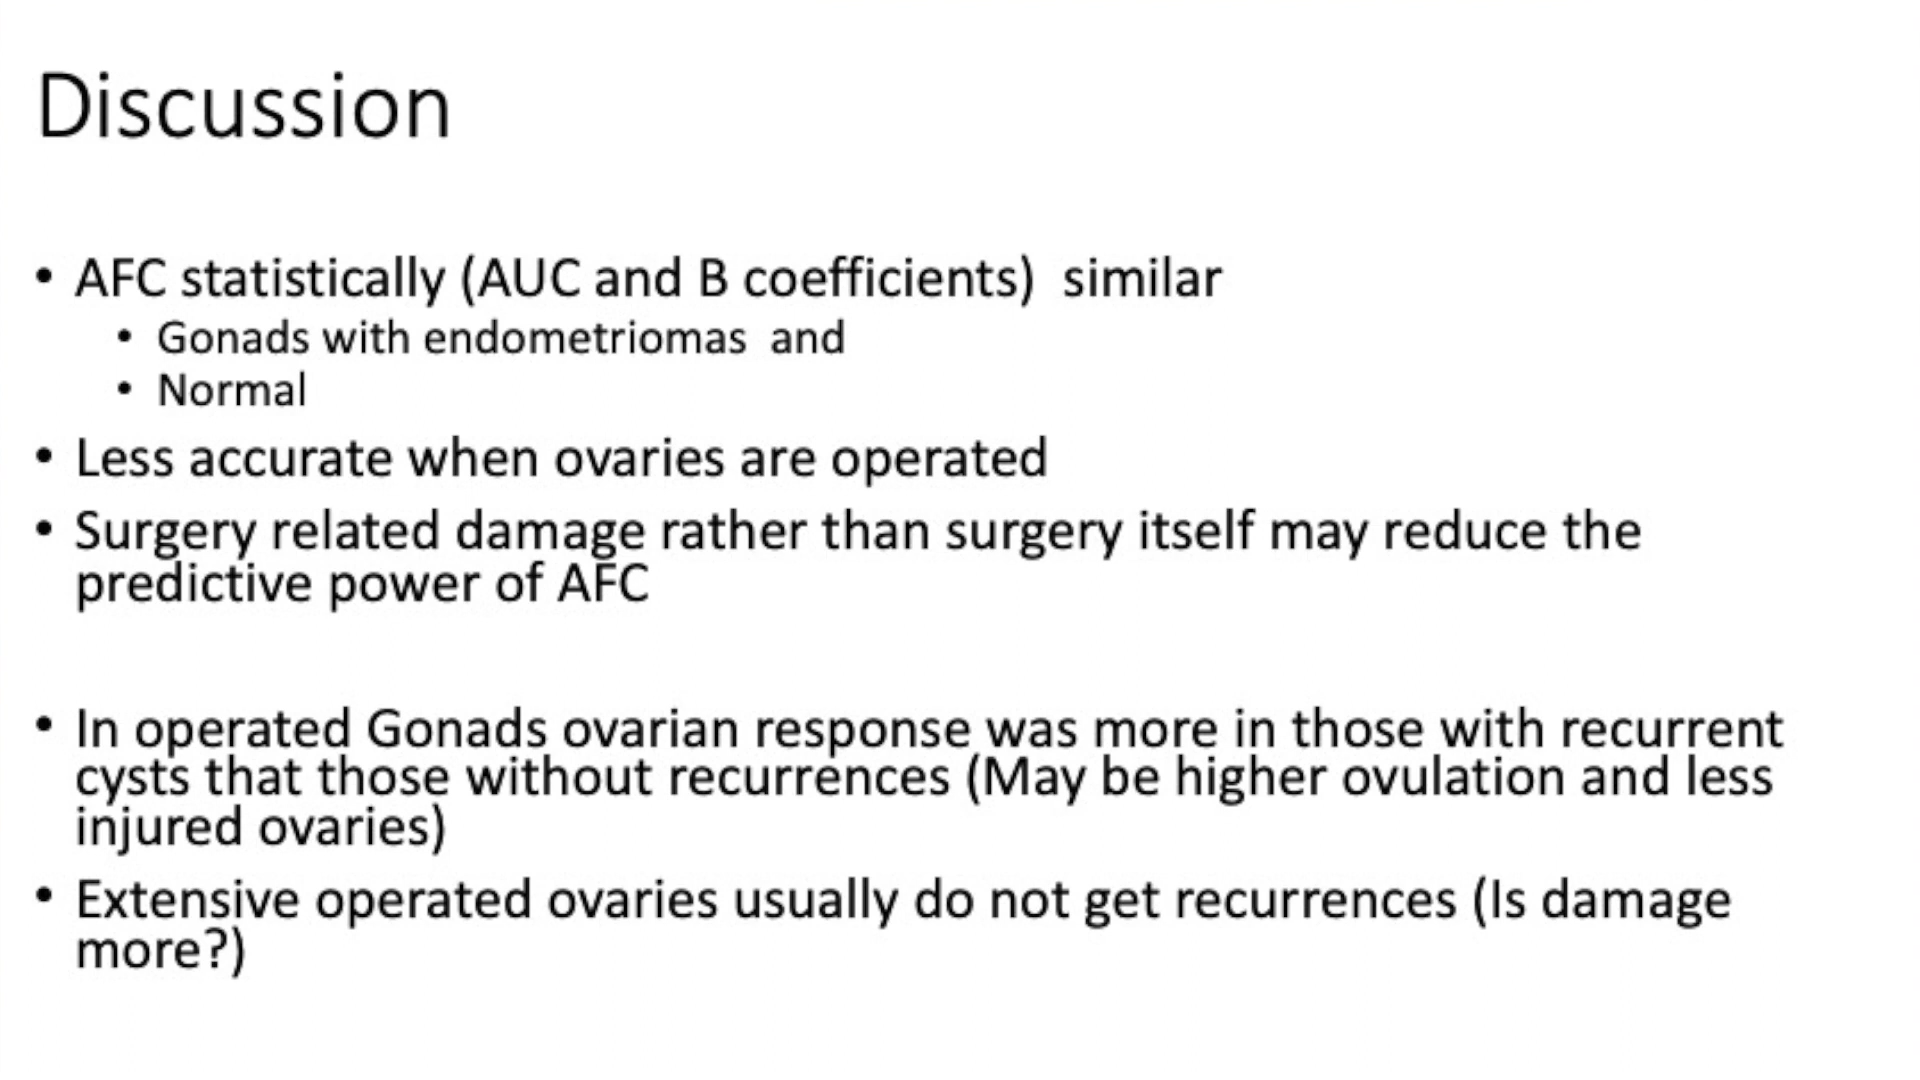 Discussion
• AFC statistically (AUC and B coefficients)  similar
• Gonads with endometriomas  and
• Normal
• Less accurate when ovaries are operated
• Surgery related damage rather than surgery itself may reduce the
predictive power of AFC
• In operated Gonads ovarian response was more in those with recurrent
cysts that those without recurrences (May be higher ovulation and less
injured ovaries)
• Extensive operated ovaries usually do not get recurrences (Is damage
more?)